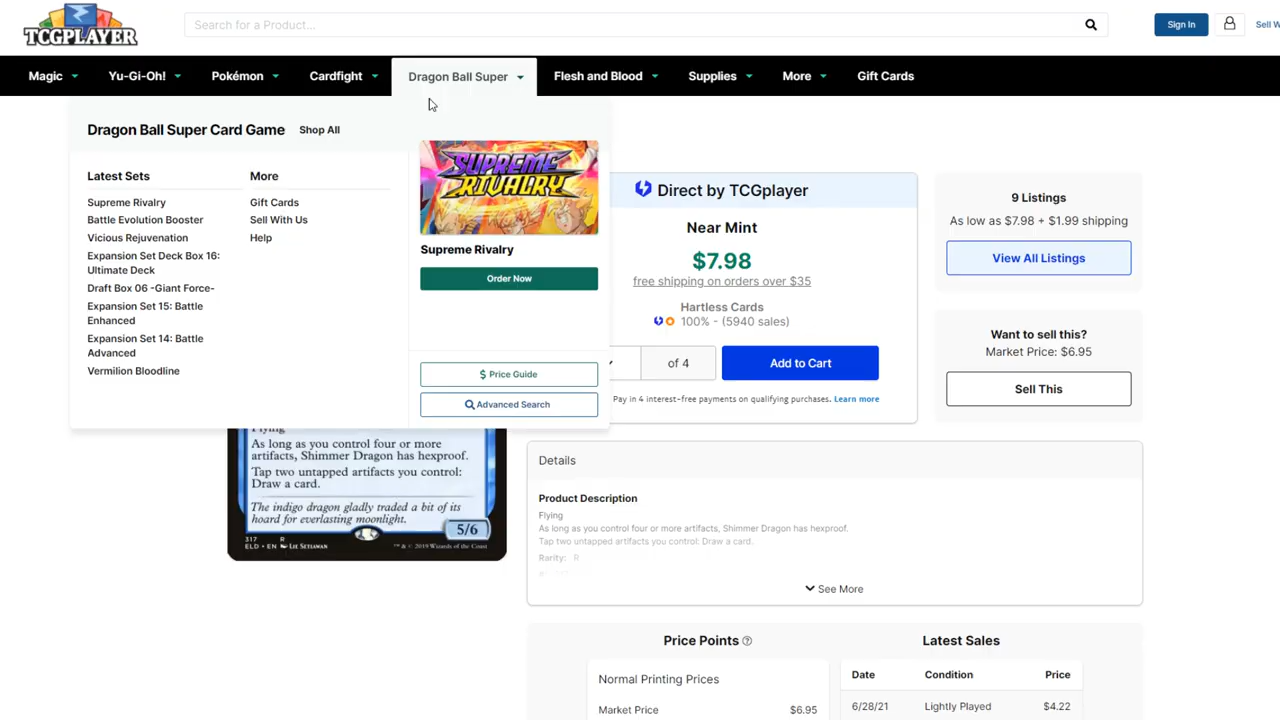 TCGPLAYER
Search for a Product...
Sign In
Sell W
Magic
Yu-Gi-Oh!
Pokémon
Cardfight
Dragon Ball Super
Flesh and Blood
Supplies
More
Gift Cards
Dragon Ball Super Card Game
Shop All
Latest Sets
Supreme Rivalry
Battle Evolution Booster
Vicious Rejuvenation
Expansion Set Deck Box 16:
Ultimate Deck
Draft Box 06 -Giant Force-
Expansion Set 15: Battle
Enhanced
Expansion Set 14: Battle
Advanced
Vermilion Bloodline
More
Gift Cards
Sell With Us
Help
SUPREME
RIVALRY
Supreme Rivalry
Order Now
$ Price Guide
Advanced Search
Direct by TCGplayer
Near Mint
$7.98
free shipping on orders over $35
Hartless Cards
100% - (5940 sales)
of 4
Add to Cart
Pay in 4 interest-free payments on qualifying purchases. Learn more
9 Listings
As low as $7.98 + $1.99 shipping
View All Listings
Want to sell this?
Market Price: $6.95
Sell This
Flying
As long as you control four or more
artifacts, Shimmer Dragon has hexproof.
Tap two untapped artifacts you control:
Draw a card.
The indigo dragon gladly traded a bit of its
hoard for everlasting moonlight.
5/6
317 R
ELD • EN LIE SETIAWAN
™ & © 2019 Wizards of the Coast
Details
Product Description
Flying
As long as you control four or more artifacts, Shimmer Dragon has hexproof.
Tap two untapped artifacts you control: Draw a card.
Rarity: R
See More
Price Points
Normal Printing Prices
Market Price
$6.95
Latest Sales
Date
Condition
Price
6/28/21
Lightly Played
$4.22